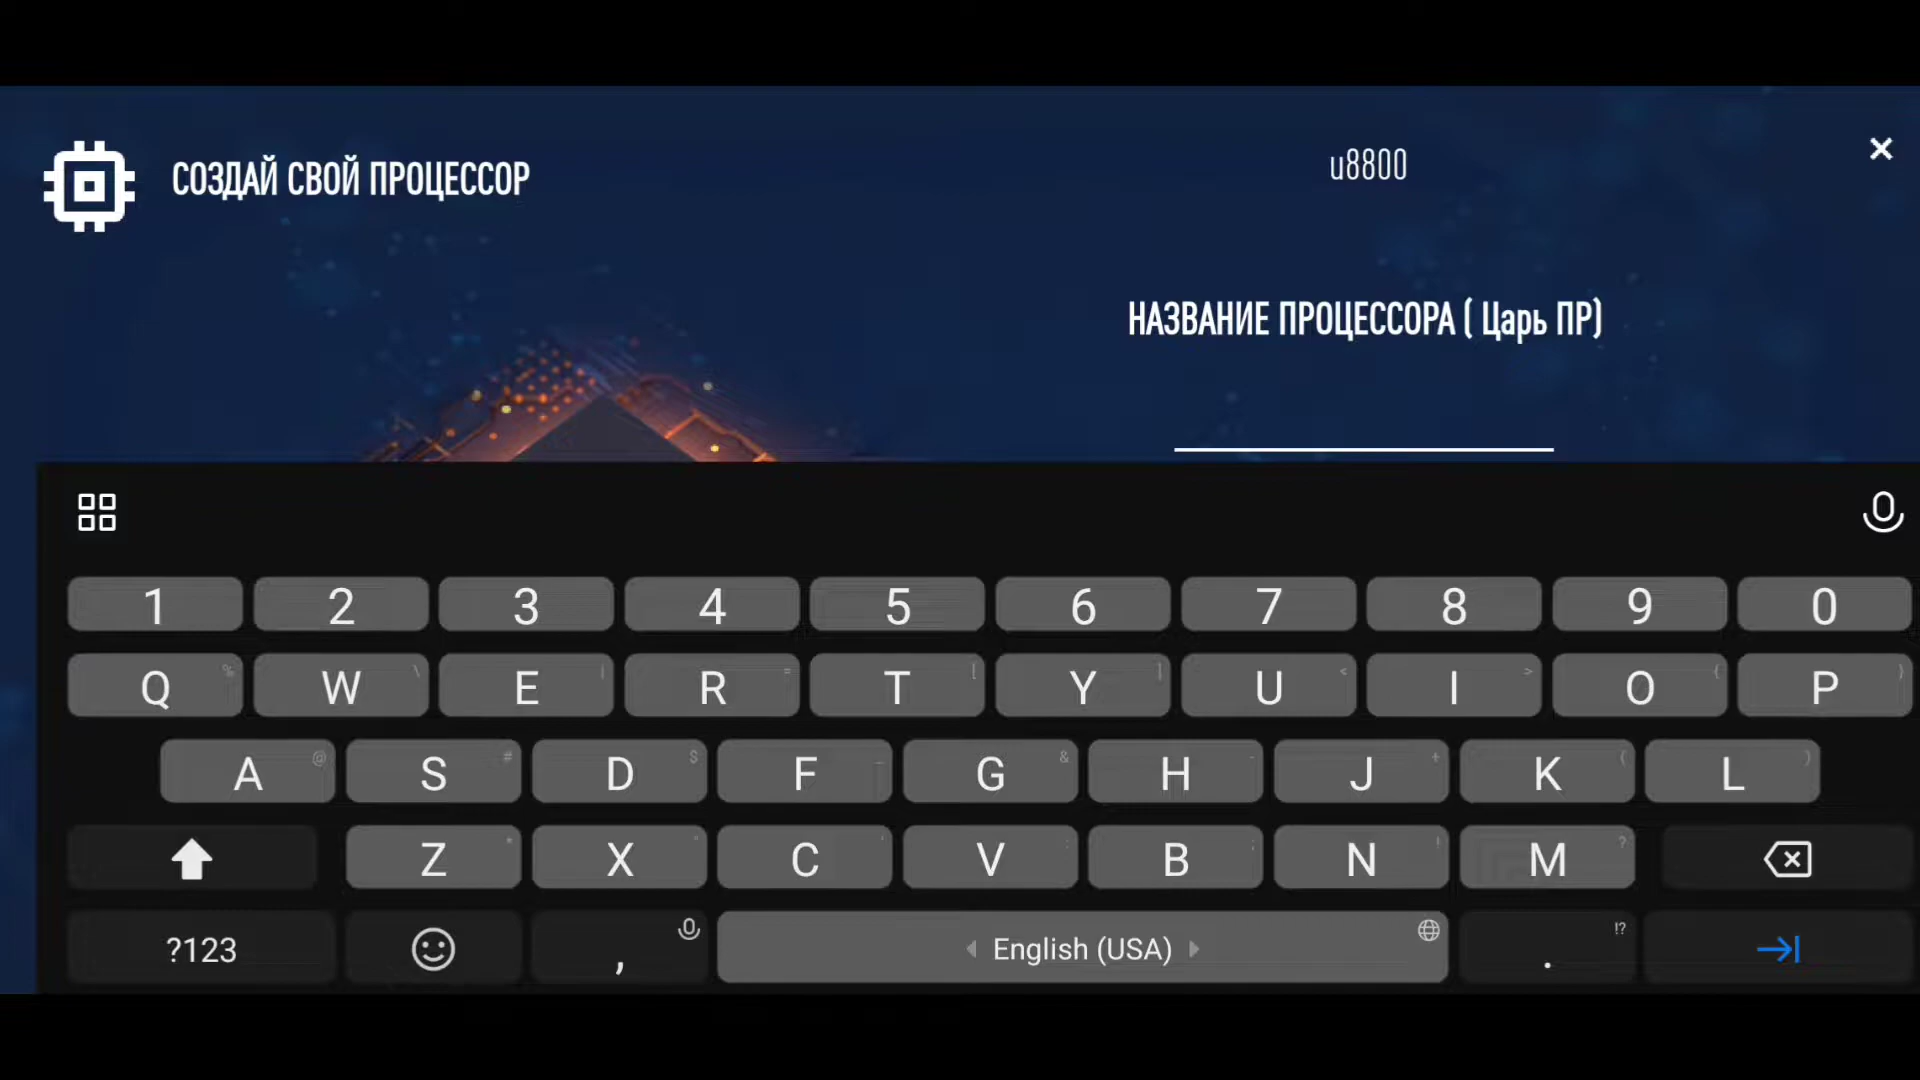 СОЗДАЙ СВОЙ ПРОЦЕССОР
u8800
НАЗВАНИЕ ПРОЦЕССОРА ( Царь ПР)
1 2 3 4 5 6 7 8 9 0
Q W E R T Y U I O P
A S D F G H J K L
Z X C V B N M
?123 , English (USA) . !?